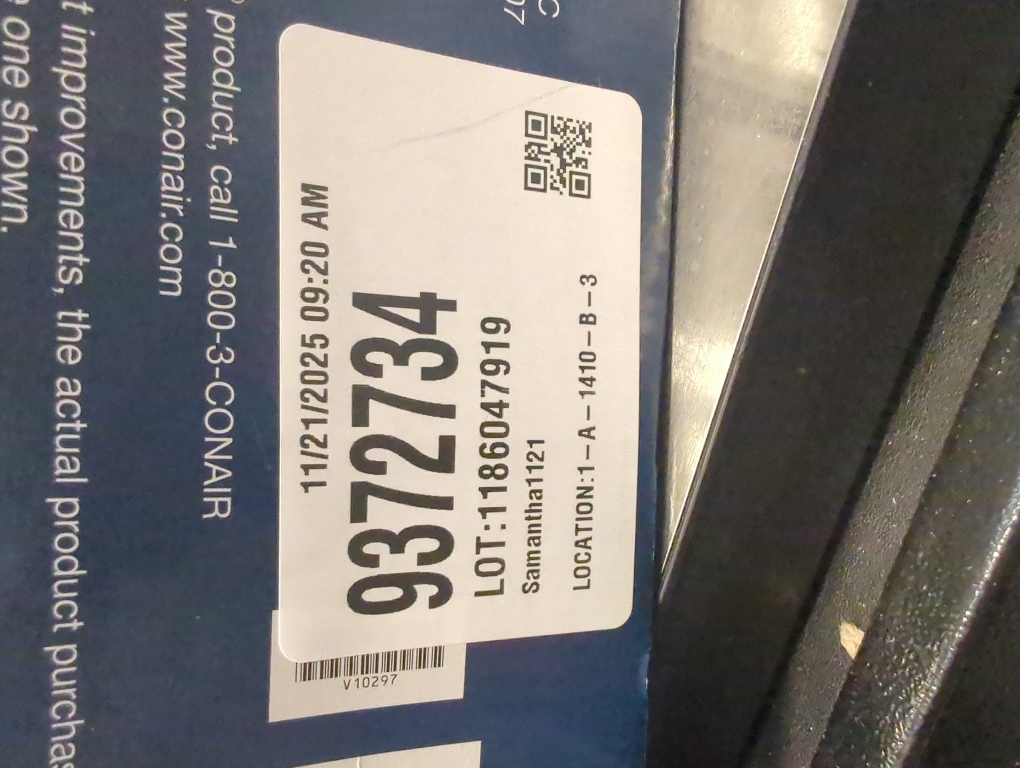 11/21/2025 09:20 AM
9372734
LOT:1186047919
Samantha1121
LOCATION:1-A-1410-B-3
V10297
product, call 1-800-3-CONAIR
www.conair.com
t improvements, the actual product purchas
one shown.